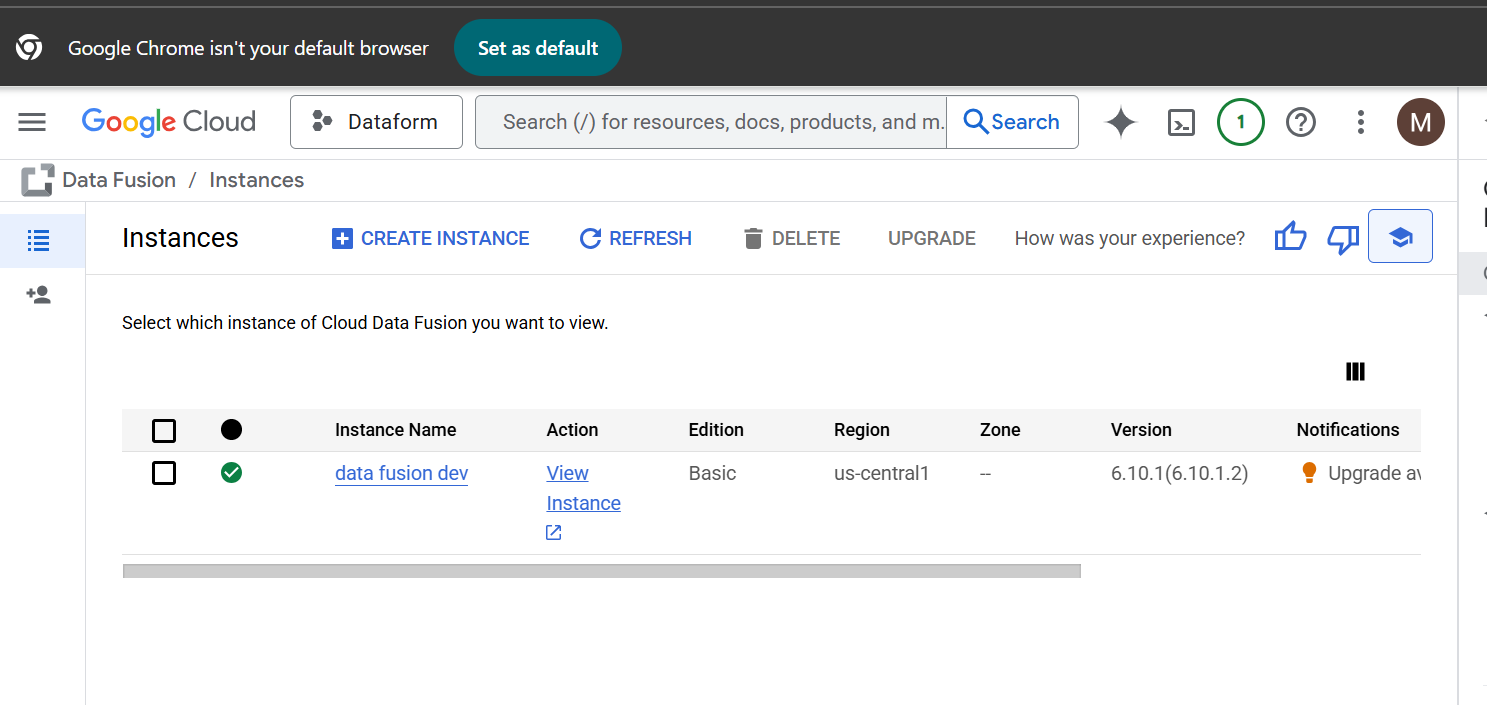 Google Chrome isn't your default browser Set as default
Google Cloud Dataform Search (/) for resources, docs, products, and m. Search 1 M
Data Fusion / Instances
Instances CREATE INSTANCE REFRESH DELETE UPGRADE How was your experience?
Select which instance of Cloud Data Fusion you want to view.
Instance Name Action Edition Region Zone Version Notifications
data fusion dev View Basic us-central1 -- 6.10.1(6.10.1.2) Upgrade
Instance